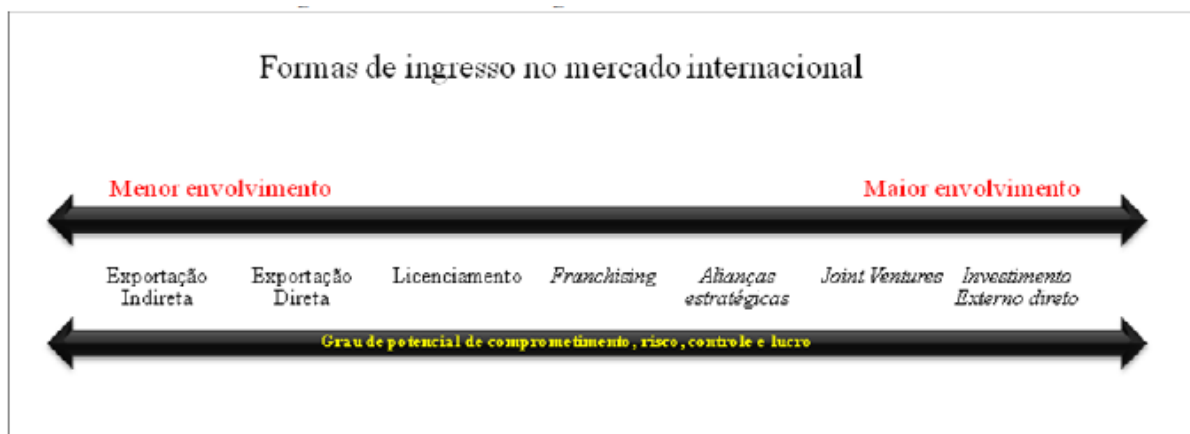 Formas de ingresso no mercado internacional
Menor envolvimento
Maior envolvimento
Exportação
Indireta
Exportação
Direta
Licenciamento
Franchising
Alianças
estratégicas
Joint Ventures
Investimento
Externo direto
Grau de potencial de comprometimento, risco, controle e lucro